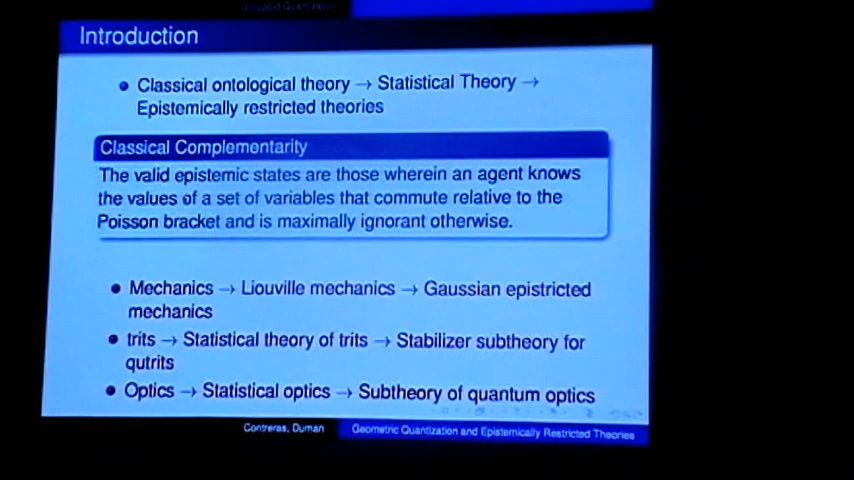 Introduction
Classical ontological theory → Statistical Theory →
Epistemically restricted theories
Classical Complementarity
The valid epistemic states are those wherein an agent knows
the values of a set of variables that commute relative to the
Poisson bracket and is maximally ignorant otherwise.
Mechanics → Liouville mechanics → Gaussian epistricted
mechanics
trits → Statistical theory of trits → Stabilizer subtheory for
qutrits
Optics → Statistical optics → Subtheory of quantum optics
Contreras, Duman
Geometric Quantization and Epistemically Restricted Theories